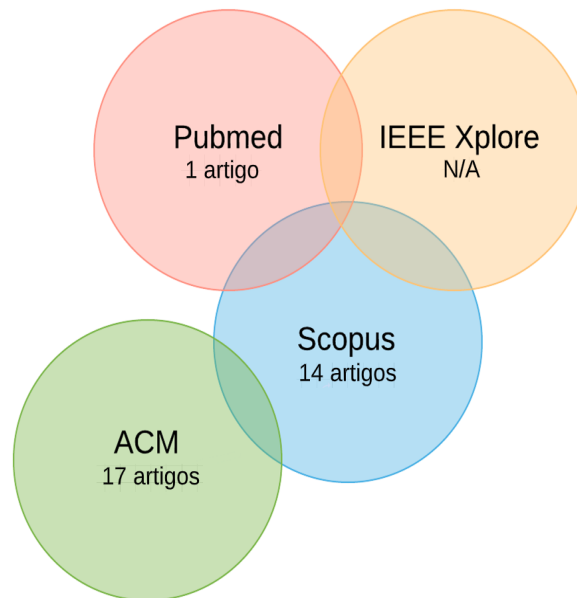 Pubmed
1 artigo
IEEE Xplore
N/A
Scopus
14 artigos
ACM
17 artigos